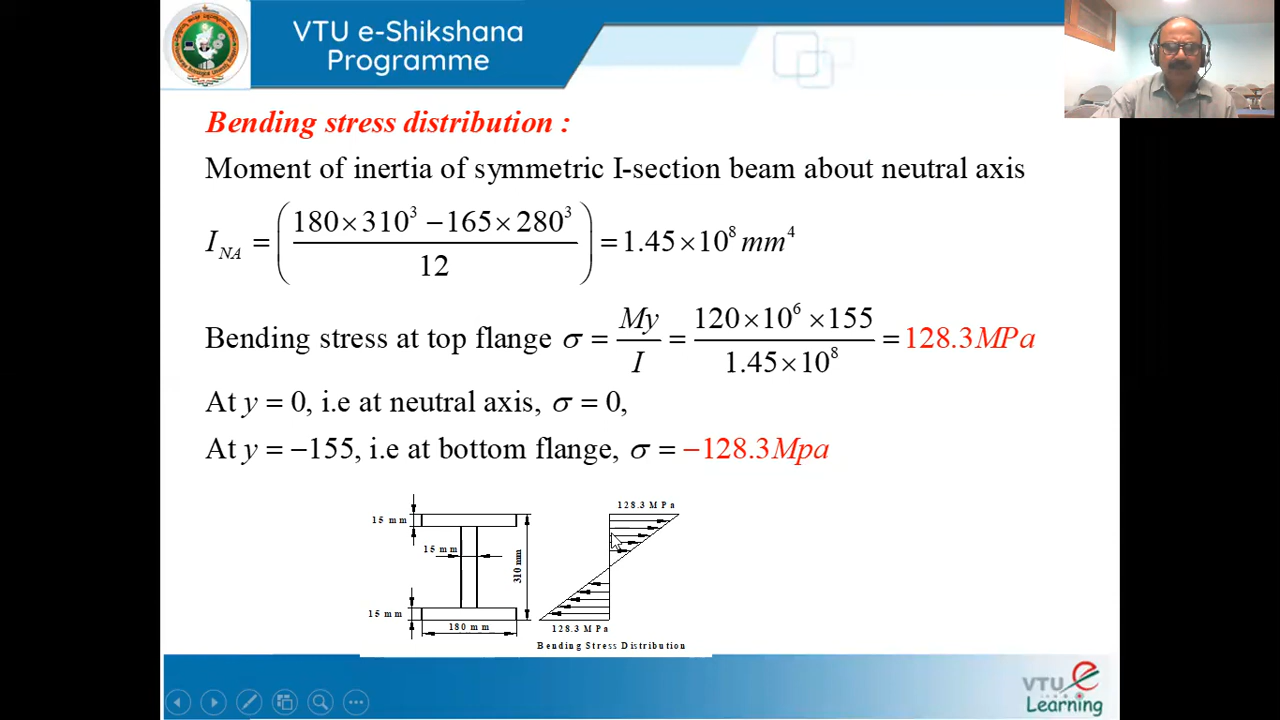 VTU e-Shikshana
Programme
Bending stress distribution :
Moment of inertia of symmetric I-section beam about neutral axis
I_NA = ( (180×310³ −165×280³) / 12 ) = 1.45×10⁸ mm⁴
Bending stress at top flange σ = My / I = 120×10⁶ ×155 / 1.45×10⁸ = 128.3MPa
At y = 0, i.e at neutral axis, σ = 0,
At y = −155, i.e at bottom flange, σ = −128.3Mpa
15 mm
15 mm
310 mm
15 mm
180 mm
128.3 M Pa
128.3 M Pa
Bending Stress Distribution
VTU e
Learning